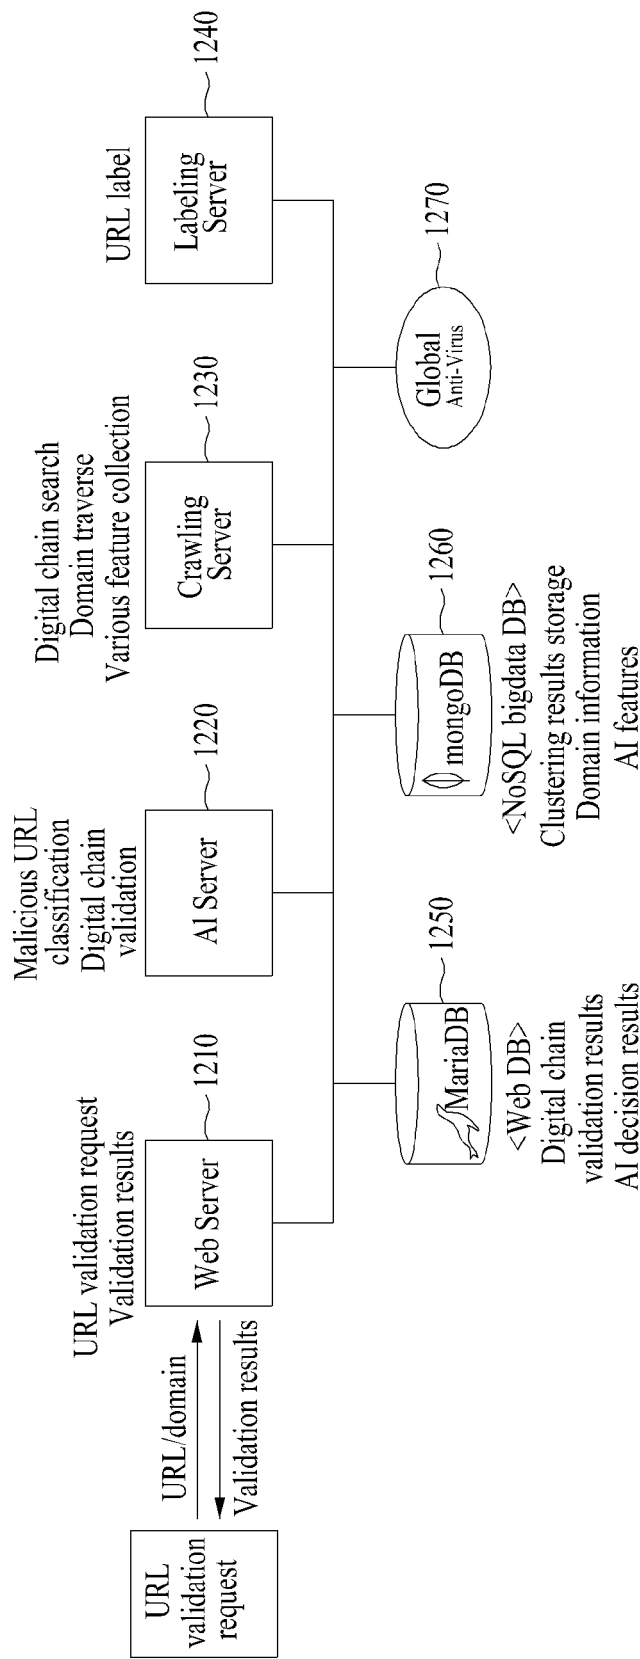 URL
validation
request
URL/domain
Validation results
URL validation request
Validation results
Web Server
1210
Malicious URL
classification
Digital chain
validation
AI Server
1220
Digital chain search
Domain traverse
Various feature collection
Crawling
Server
1230
URL label
Labeling
Server
1240
MariaDB
1250
<Web DB>
Digital chain
validation results
AI decision results
mongoDB
1260
<NoSQL bigdata DB>
Clustering results storage
Domain information
AI features
Global
Anti-Virus
1270